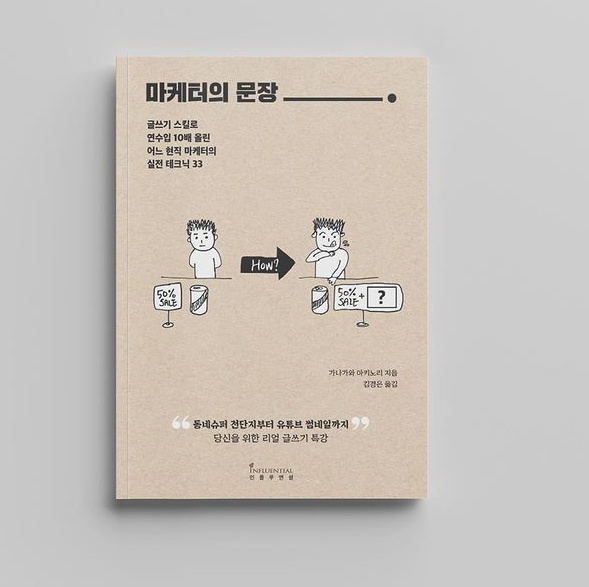 마케터의 문장
글쓰기 스킬로
연수입 10배 올린
어느 현직 마케터의
실전 테크닉 33
HOW?
50% SALE
50% SALE + ?
가나가와 아키노리 지음
김경은 옮김
❝동네슈퍼 전단지부터 유튜브 썸네일까지❞
당신을 위한 리얼 글쓰기 특강
INFLUENTIAL
인플루엔셜